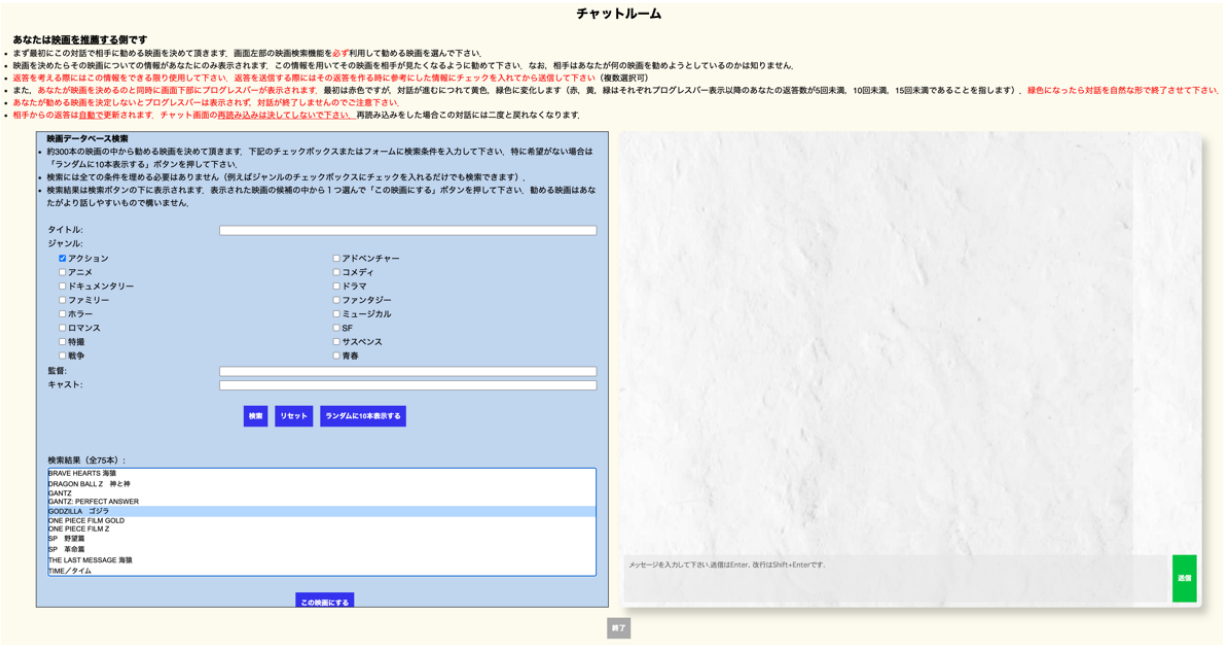 チャットルーム
あなたは映画を推薦する側です
• まず最初にこの対話で相手に勧める映画を決めて頂きます．画面左部の映画検索機能を必ず利用して勧める映画を選んで下さい．
• 映画を決めたらその映画についての情報があなたにのみ表示されます．この情報を用いてその映画を相手が見たくなるように勧めて下さい．なお，相手はあなたが何の映画を勧めようとしているのかは知りません．
• 返答を考える際にはこの情報をできる限り使用して下さい．返答を送信する際にはその返答を作る時に参考にした情報にチェックを入れてから送信して下さい（複数選択可）
• また，あなたが映画を決めるのと同時に画面下部にプログレスバーが表示されます．最初は赤色ですが，対話が進むにつれて黄色，緑色に変化します（赤，黄，緑はそれぞれプログレスバー表示以降のあなたの返答数が5回未満，10回未満，15回未満であることを指します）．緑色になったら対話を自然な形で終了させて下さい．
• あなたが勧める映画を決定しないとプログレスバーは表示されず，対話が終了しませんのでご注意下さい．
• 相手からの返答は自動で更新されます．チャット画面の再読み込みは決してしないで下さい．再読み込みをした場合この対話には二度と戻れなくなります．
映画データベース検索
• 約300本の映画の中から勧める映画を決めて頂きます．下記のチェックボックスまたはフォームに検索条件を入力して下さい．特に希望がない場合は
「ランダムに10本表示する」ボタンを押して下さい．
• 検索には全ての条件を埋める必要はありません（例えばジャンルのチェックボックスにチェックを入れるだけでも検索できます）．
• 検索結果は検索ボタンの下に表示されます．表示された映画の候補の中から１つ選んで「この映画にする」ボタンを押して下さい．勧める映画はあな
たがより話しやすいもので構いません．
タイトル:
ジャンル:
アクション
アドベンチャー
アニメ
コメディ
ドキュメンタリー
ドラマ
ファミリー
ファンタジー
ホラー
ミュージカル
ロマンス
SF
特撮
サスペンス
戦争
青春
監督:
キャスト:
検索
リセット
ランダムに10本表示する
検索結果（全75本）:
BRAVE HEARTS 海猿
DRAGON BALL Z　神と神
GANTZ
GANTZ: PERFECT ANSWER
GODZILLA　ゴジラ
ONE PIECE FILM GOLD
ONE PIECE FILM Z
SP　野望篇
SP　革命篇
THE LAST MESSAGE 海猿
TIME／タイム
この映画にする
メッセージを入力して下さい.送信はEnter, 改行はShift+Enterです.
送信
終了